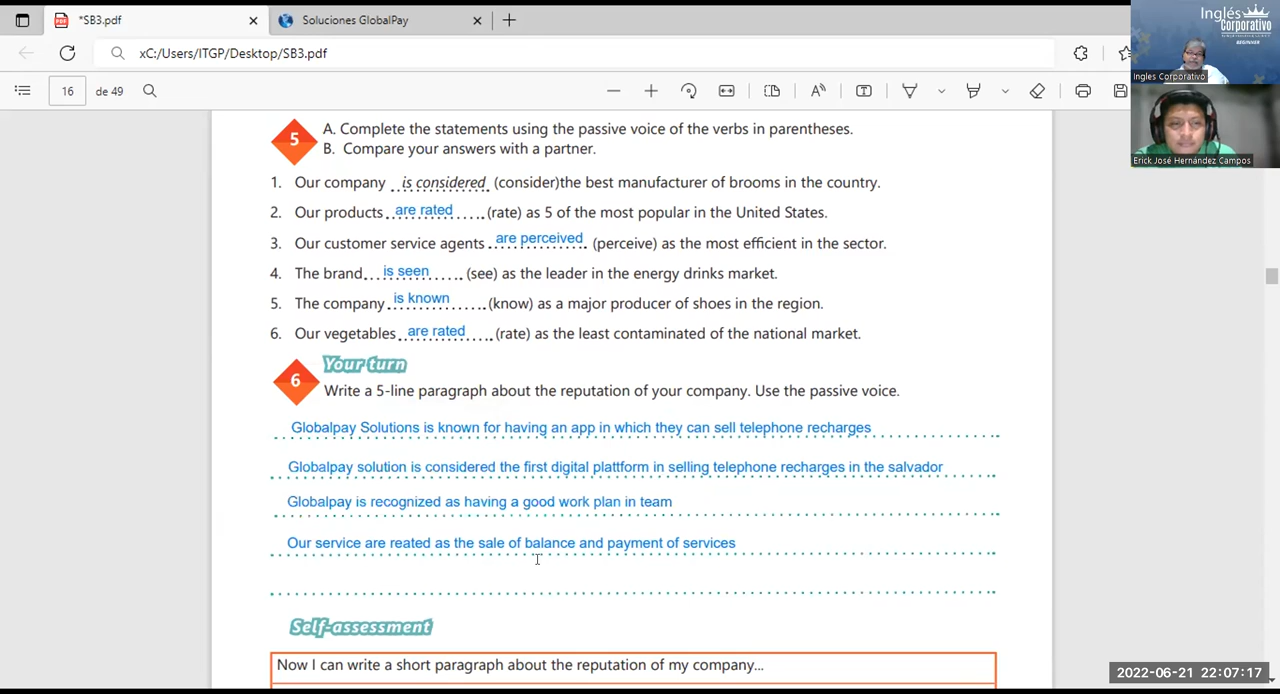 *SB3.pdf
Soluciones GlobalPay
Inglés
Corporativo
BEGINNER
xC:/Users/ITGP/Desktop/SB3.pdf
Ingles Corporativo
16 de 49
5
A. Complete the statements using the passive voice of the verbs in parentheses.
B. Compare your answers with a partner.
Erick José Hernández Campos
1. Our company is considered (consider)the best manufacturer of brooms in the country.
2. Our products are rated (rate) as 5 of the most popular in the United States.
3. Our customer service agents are perceived (perceive) as the most efficient in the sector.
4. The brand is seen (see) as the leader in the energy drinks market.
5. The company is known (know) as a major producer of shoes in the region.
6. Our vegetables are rated (rate) as the least contaminated of the national market.
Your turn
6
Write a 5-line paragraph about the reputation of your company. Use the passive voice.
Globalpay Solutions is known for having an app in which they can sell telephone recharges
Globalpay solution is considered the first digital plattform in selling telephone recharges in the salvador
Globalpay is recognized as having a good work plan in team
Our service are reated as the sale of balance and payment of services
Self-assessment
Now I can write a short paragraph about the reputation of my company...
2022-06-21 22:07:17